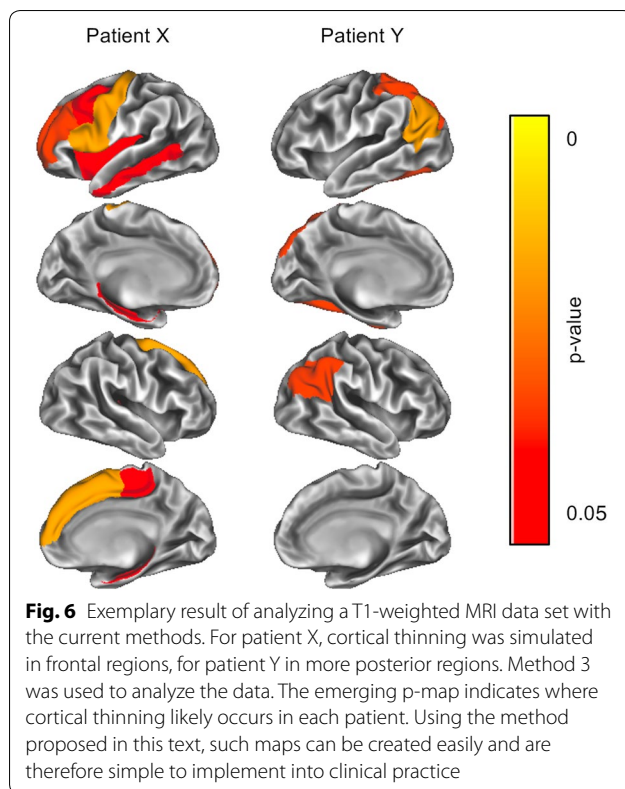 Patient X
Patient Y
0
p-value
0.05
Fig. 6 Exemplary result of analyzing a T1-weighted MRI data set with
the current methods. For patient X, cortical thinning was simulated
in frontal regions, for patient Y in more posterior regions. Method 3
was used to analyze the data. The emerging p-map indicates where
cortical thinning likely occurs in each patient. Using the method
proposed in this text, such maps can be created easily and are
therefore simple to implement into clinical practice